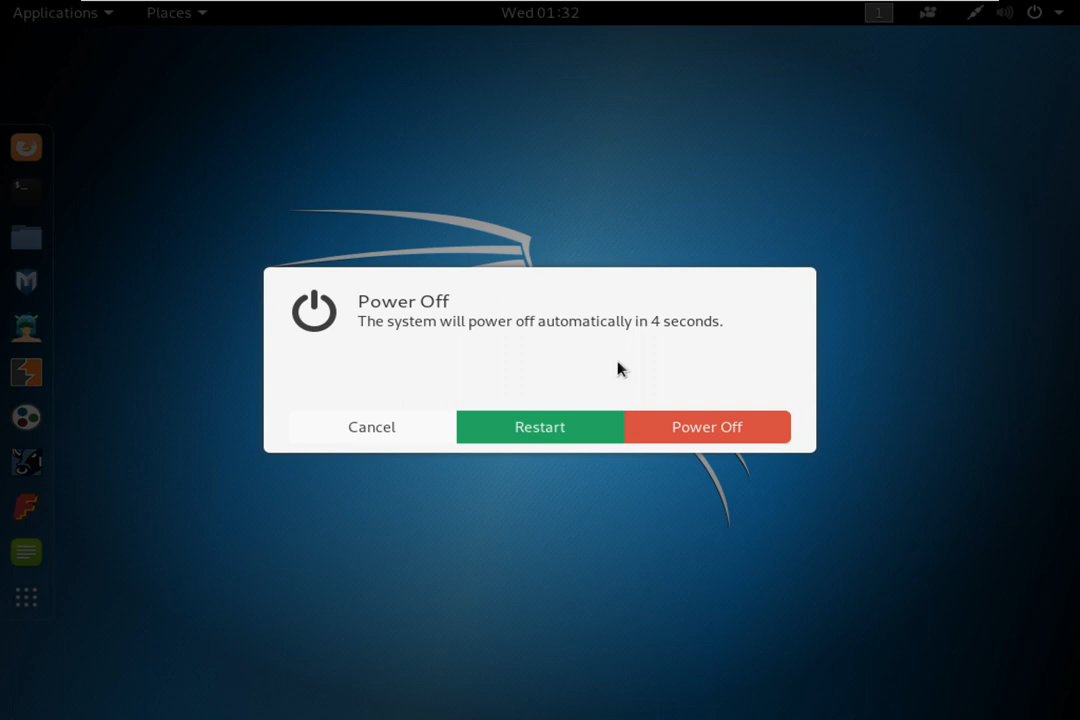 Applications Places Wed 01:32 1
Power Off
The system will power off automatically in 4 seconds.
Cancel Restart Power Off